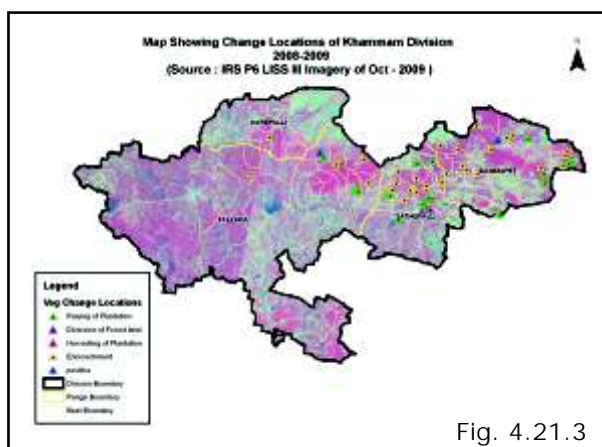 Map Showing Change Locations of Khammam Division
2008-2009
(Source : IRS P6 LISS III Imagery of Oct - 2009 )
N
Legend
Veg Change Locations
Raising of Plantation
Diversion of Forest land
Harvesting of Plantation
Encroachment
positive
Division Boundary
Range Boundary
Beat Boundary
Fig. 4.21.3